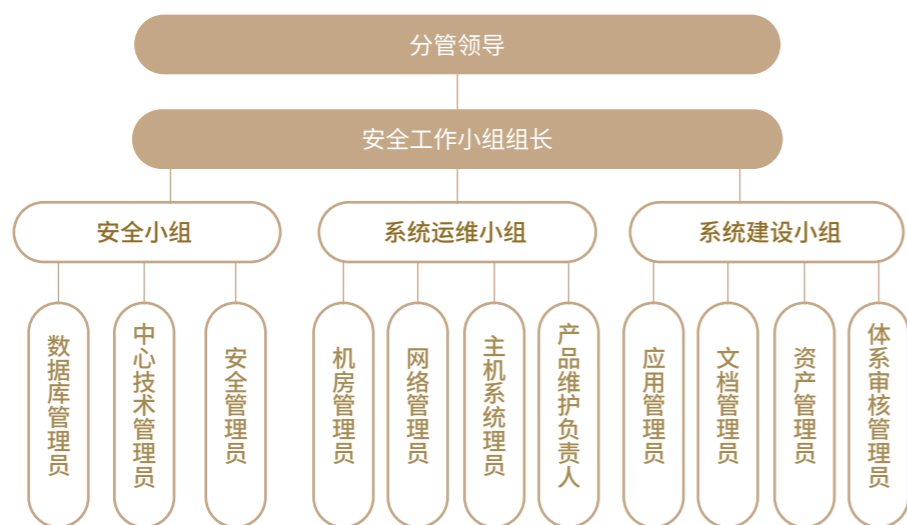 分管领导
安全工作小组组长
安全小组
系统运维小组
系统建设小组
数据库管理员
中心技术管理员
安全管理员
机房管理员
网络管理员
主机系统理员
产品维护负责人
应用管理员
文档管理员
资产管理员
体系审核管理员